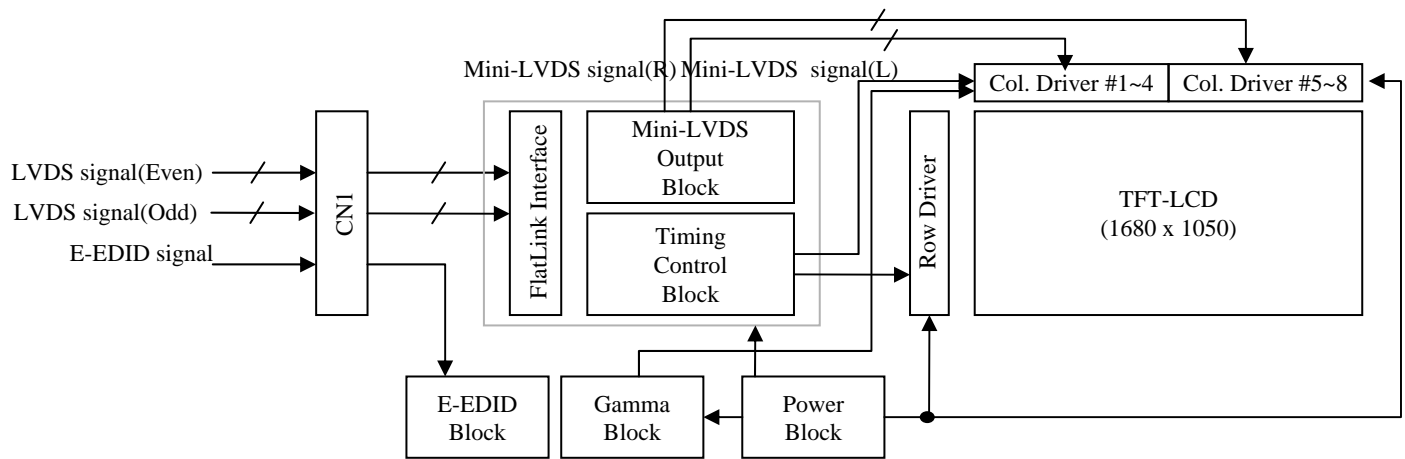 Mini-LVDS signal(R) Mini-LVDS signal(L)
Col. Driver #1~4
Col. Driver #5~8
LVDS signal(Even)
LVDS signal(Odd)
E-EDID signal
CN1
FlatLink Interface
Mini-LVDS
Output
Block
Timing
Control
Block
Row Driver
TFT-LCD
(1680 x 1050)
E-EDID
Block
Gamma
Block
Power
Block